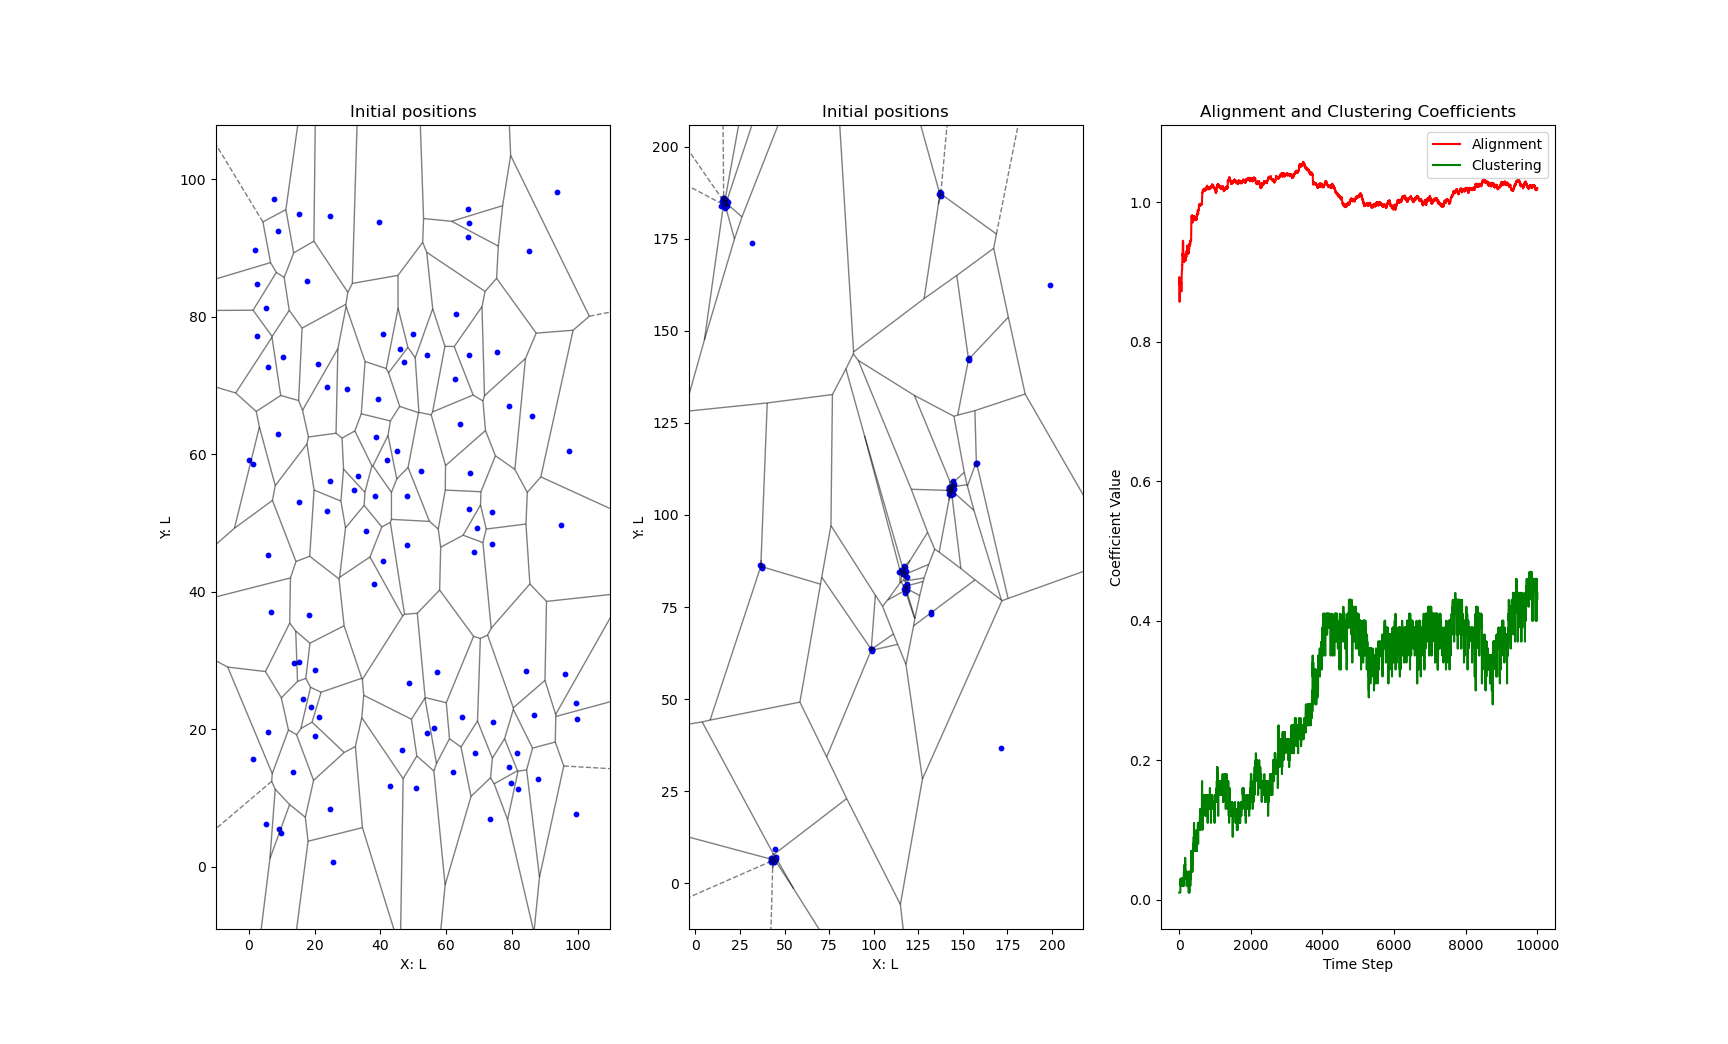 Initial positions
100
80
60
40
20
0
Y: L
0 20 40 60 80 100
X: L
Initial positions
200
175
150
125
100
75
50
25
0
Y: L
0 25 50 75 100 125 150 175 200
X: L
Alignment and Clustering Coefficients
Alignment
Clustering
1.0
0.8
0.6
0.4
0.2
0.0
Coefficient Value
0 2000 4000 6000 8000 10000
Time Step